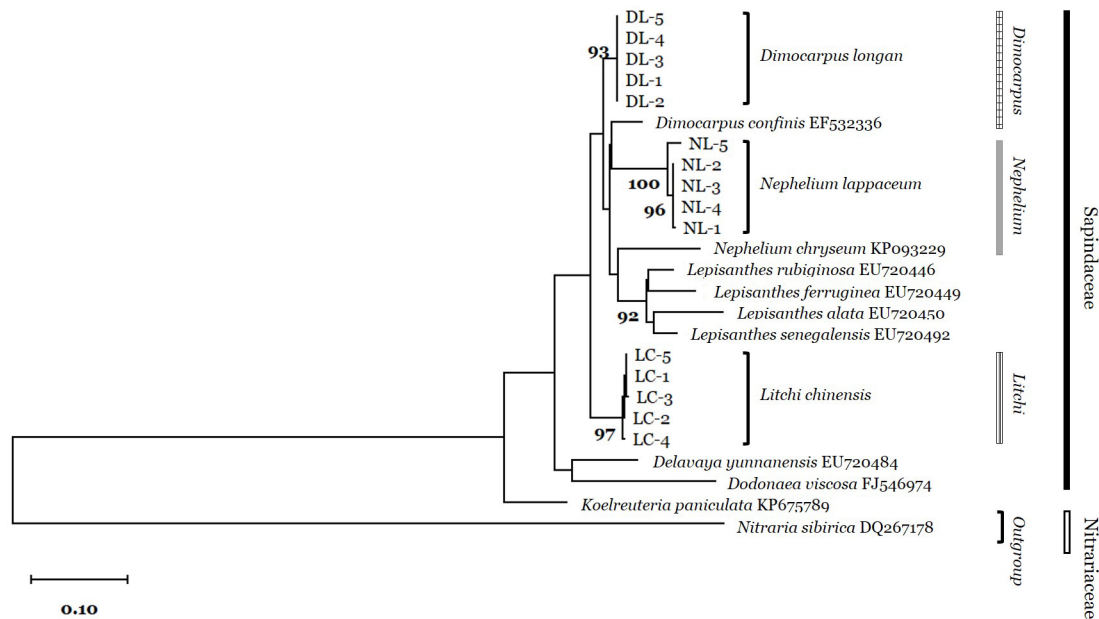 DL-5
DL-4
93
DL-3
Dimocarpus longan
DL-1
DL-2
Dimocarpus
Dimocarpus confinis EF532336
NL-5
NL-2
100
NL-3
Nephelium lappaceum
96
NL-4
NL-1
Nephelium
Nephelium chryseum KP093229
Lepisanthes rubiginosa EU720446
Lepisanthes ferruginea EU720449
Lepisanthes alata EU720450
92
Lepisanthes senegalensis EU720492
Sapindaceae
LC-5
LC-1
LC-3
Litchi chinensis
LC-2
97
LC-4
Litchi
Delavaya yunnanensis EU720484
Dodonaea viscosa FJ546974
Koelreuteria paniculata KP675789
Nitraria sibirica DQ267178
Outgroup
Nitrariaceae
0.10